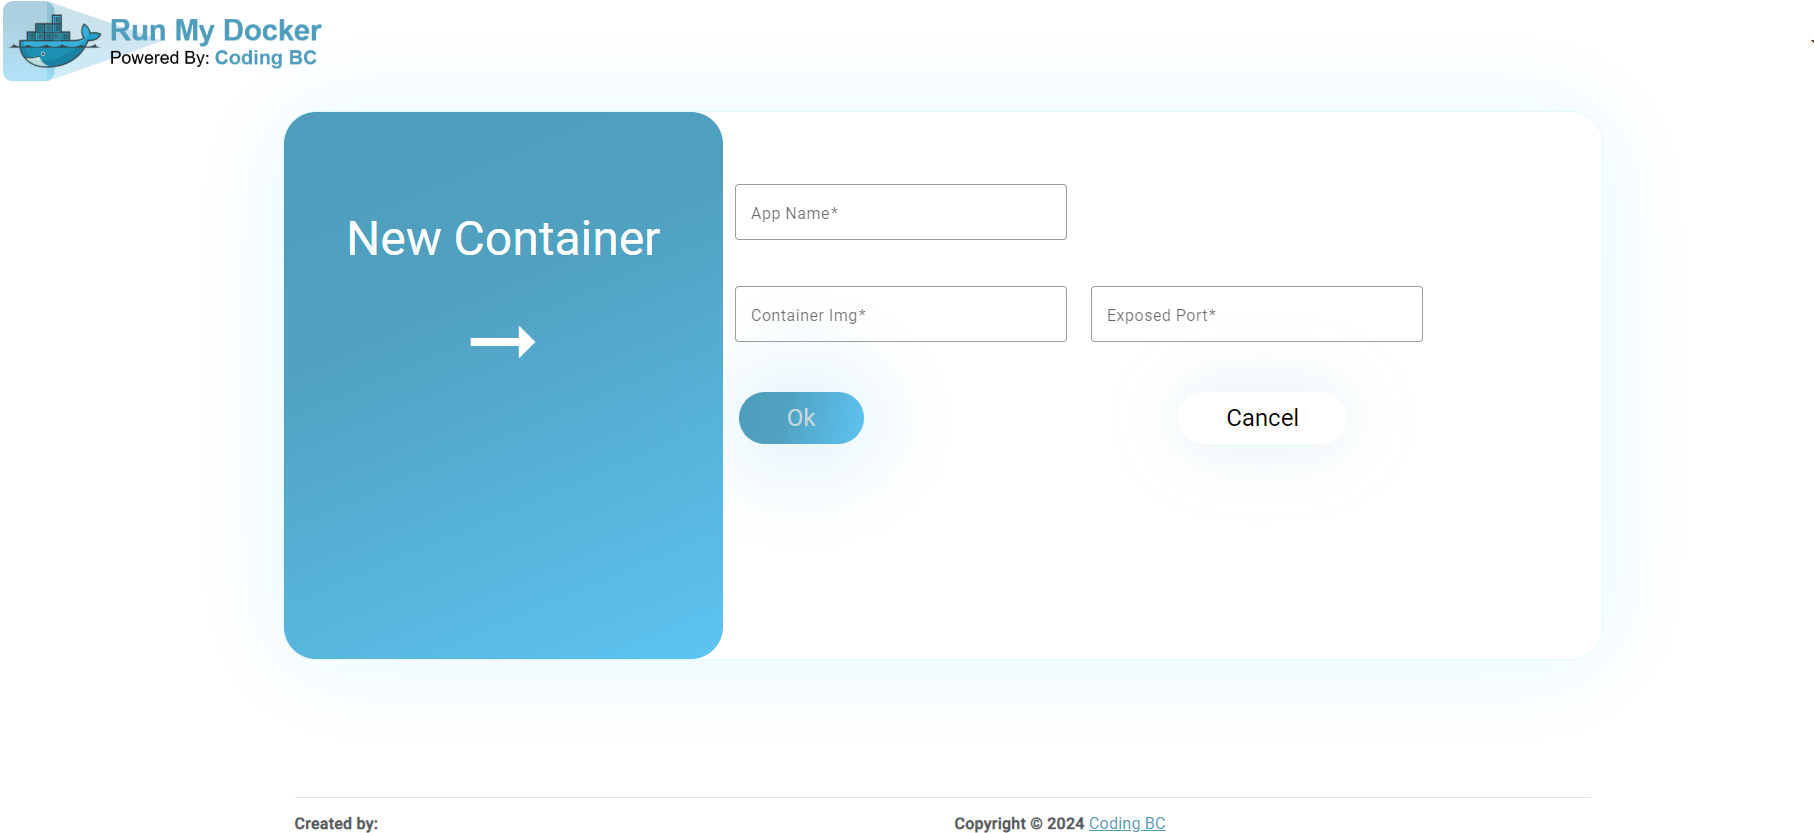 Run My Docker
Powered By: Coding BC
New Container
App Name*
Container Img*
Exposed Port*
Ok
Cancel
Created by:
Copyright © 2024 Coding BC